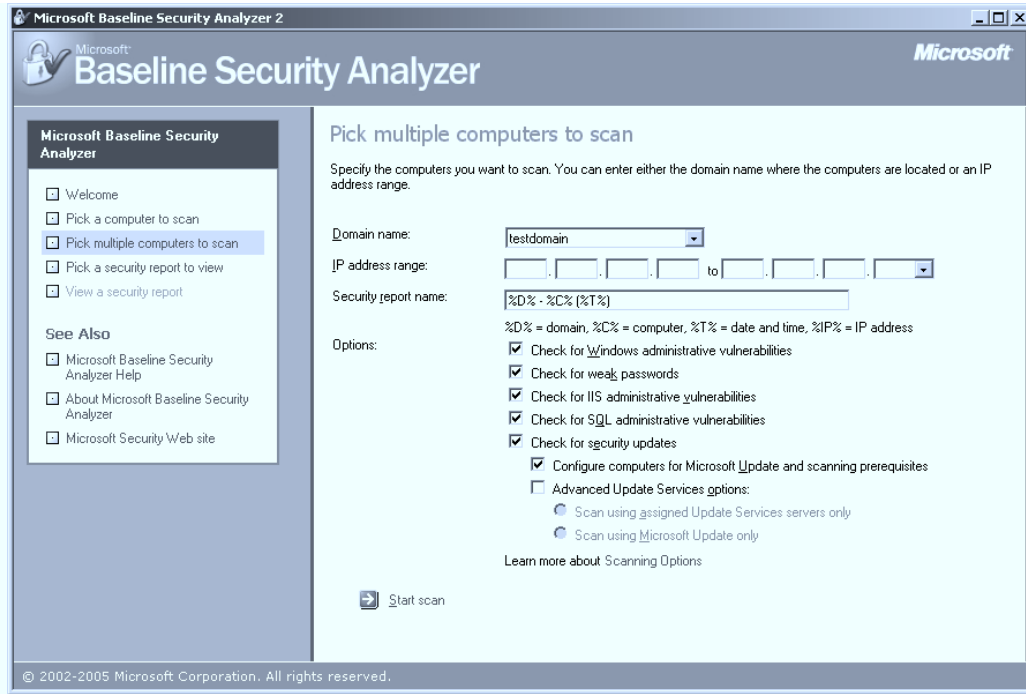 Microsoft Baseline Security Analyzer 2
Microsoft
Baseline Security Analyzer
Microsoft
Microsoft Baseline Security
Analyzer
Welcome
Pick a computer to scan
Pick multiple computers to scan
Pick a security report to view
View a security report
See Also
Microsoft Baseline Security
Analyzer Help
About Microsoft Baseline Security
Analyzer
Microsoft Security Web site
Pick multiple computers to scan
Specify the computers you want to scan. You can enter either the domain name where the computers are located or an IP
address range.
Domain name: testdomain
IP address range: . . . to . . .
Security report name: %D% - %C% (%T%)
%D% = domain, %C% = computer, %T% = date and time, %IP% = IP address
Options:
Check for Windows administrative vulnerabilities
Check for weak passwords
Check for IIS administrative vulnerabilities
Check for SQL administrative vulnerabilities
Check for security updates
Configure computers for Microsoft Update and scanning prerequisites
Advanced Update Services options:
Scan using assigned Update Services servers only
Scan using Microsoft Update only
Learn more about Scanning Options
Start scan
© 2002-2005 Microsoft Corporation. All rights reserved.